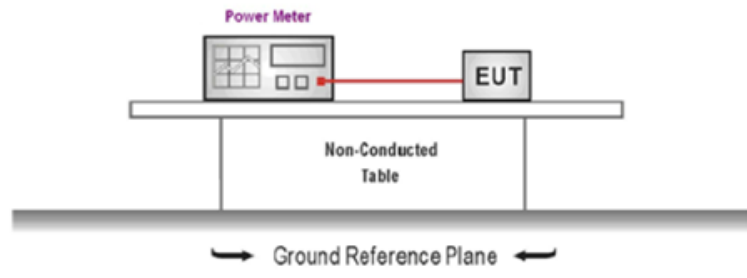 Power Meter
EUT
Non-Conducted
Table
Ground Reference Plane